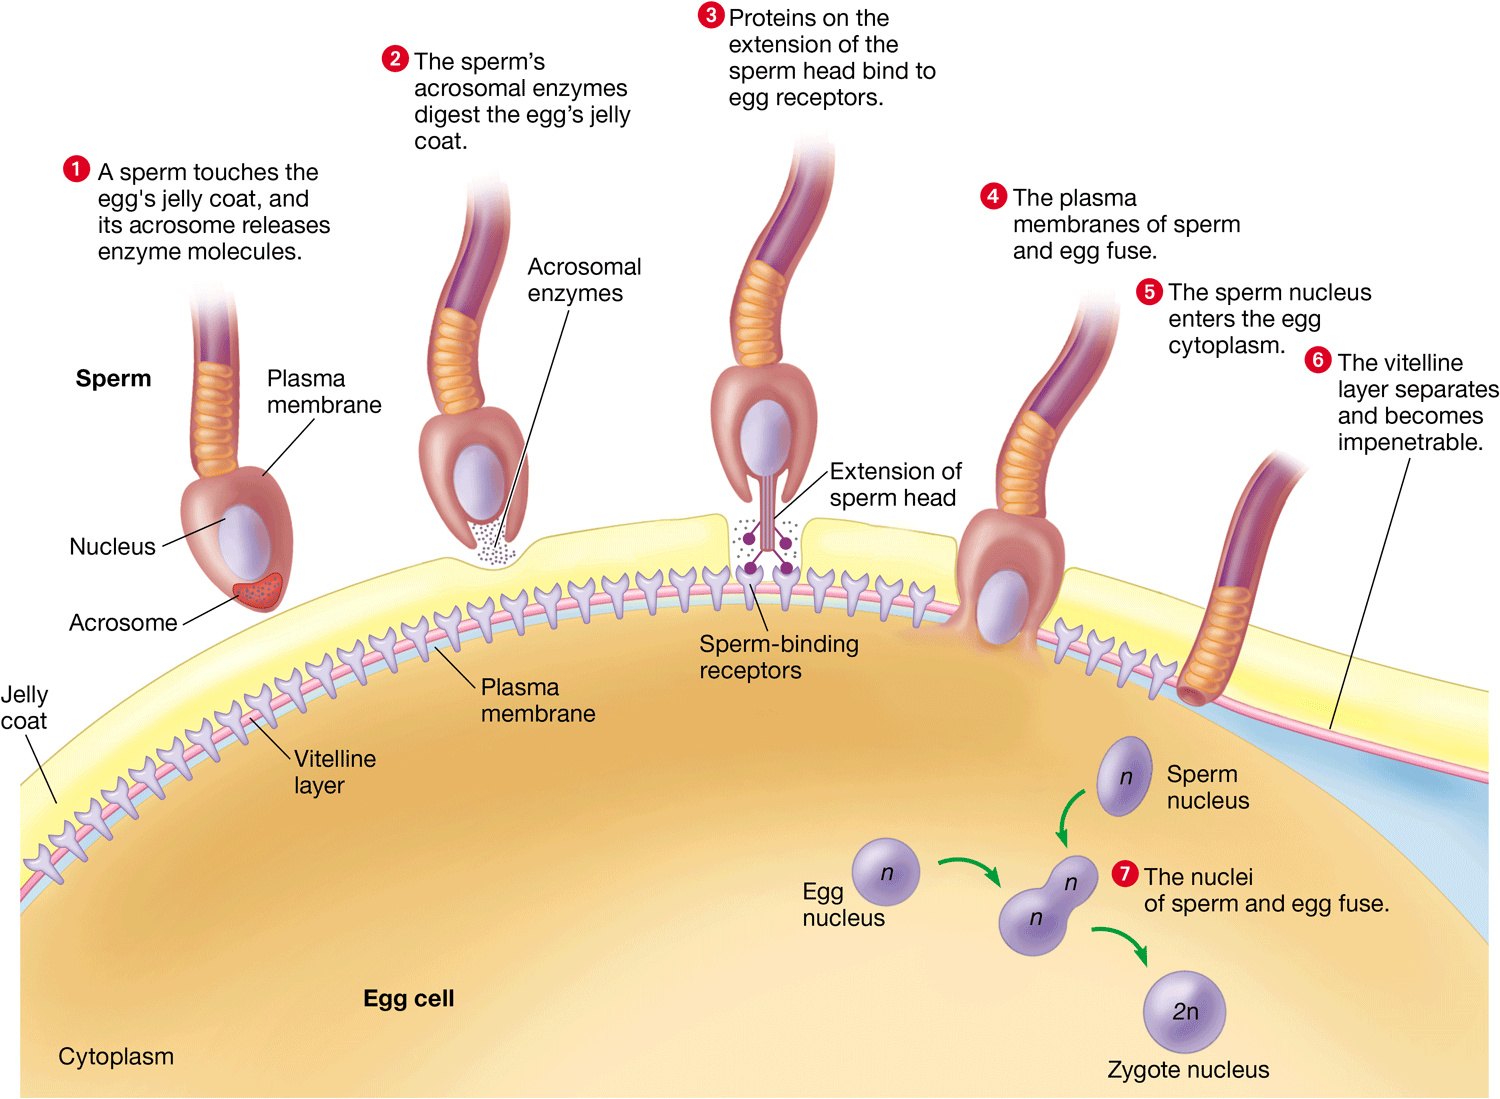 1 A sperm touches the
egg's jelly coat, and
its acrosome releases
enzyme molecules.
2 The sperm’s
acrosomal enzymes
digest the egg’s jelly
coat.
3 Proteins on the
extension of the
sperm head bind to
egg receptors.
4 The plasma
membranes of sperm
and egg fuse.
5 The sperm nucleus
enters the egg
cytoplasm.
6 The vitelline
layer separates
and becomes
impenetrable.
Sperm
Plasma
membrane
Acrosomal
enzymes
Extension of
sperm head
Nucleus
Acrosome
Sperm-binding
receptors
Jelly
coat
Plasma
membrane
Vitelline
layer
n
Sperm
nucleus
n
Egg
nucleus
n
n
7 The nuclei
of sperm and egg fuse.
Egg cell
2n
Cytoplasm
Zygote nucleus